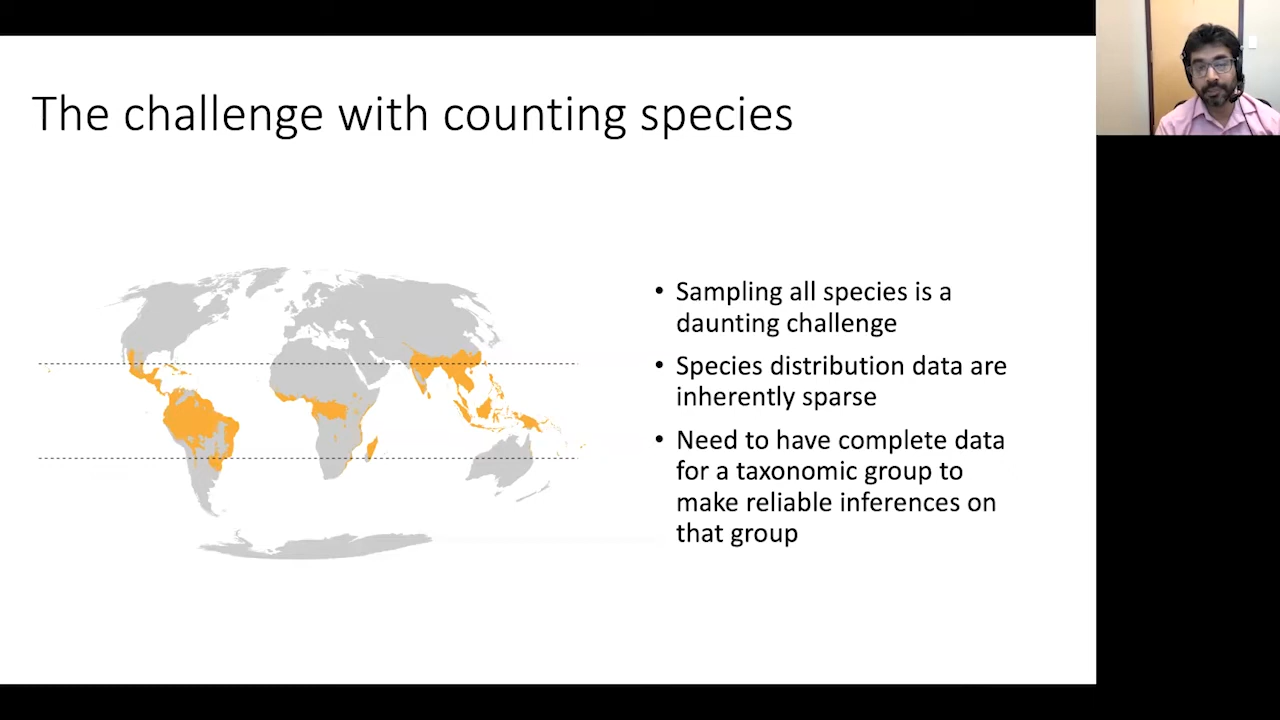 The challenge with counting species
• Sampling all species is a
daunting challenge
• Species distribution data are
inherently sparse
• Need to have complete data
for a taxonomic group to
make reliable inferences on
that group